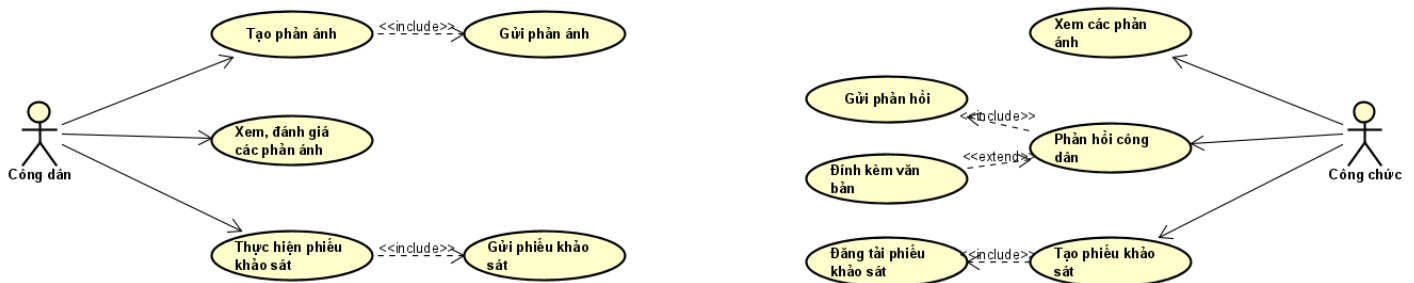 Tạo phản ánh
<<include>>
Gửi phản ánh
Xem, đánh giá
các phản ánh
Công dân
Thực hiện phiếu
khảo sát
<<include>>
Gửi phiếu khảo
sát
Xem các phản
ánh
Gửi phản hồi
<<include>>
Phản hồi công
dân
<<extend>>
Đính kèm văn
bản
Công chức
Đăng tải phiếu
khảo sát
<<include>>
Tạo phiếu khảo
sát